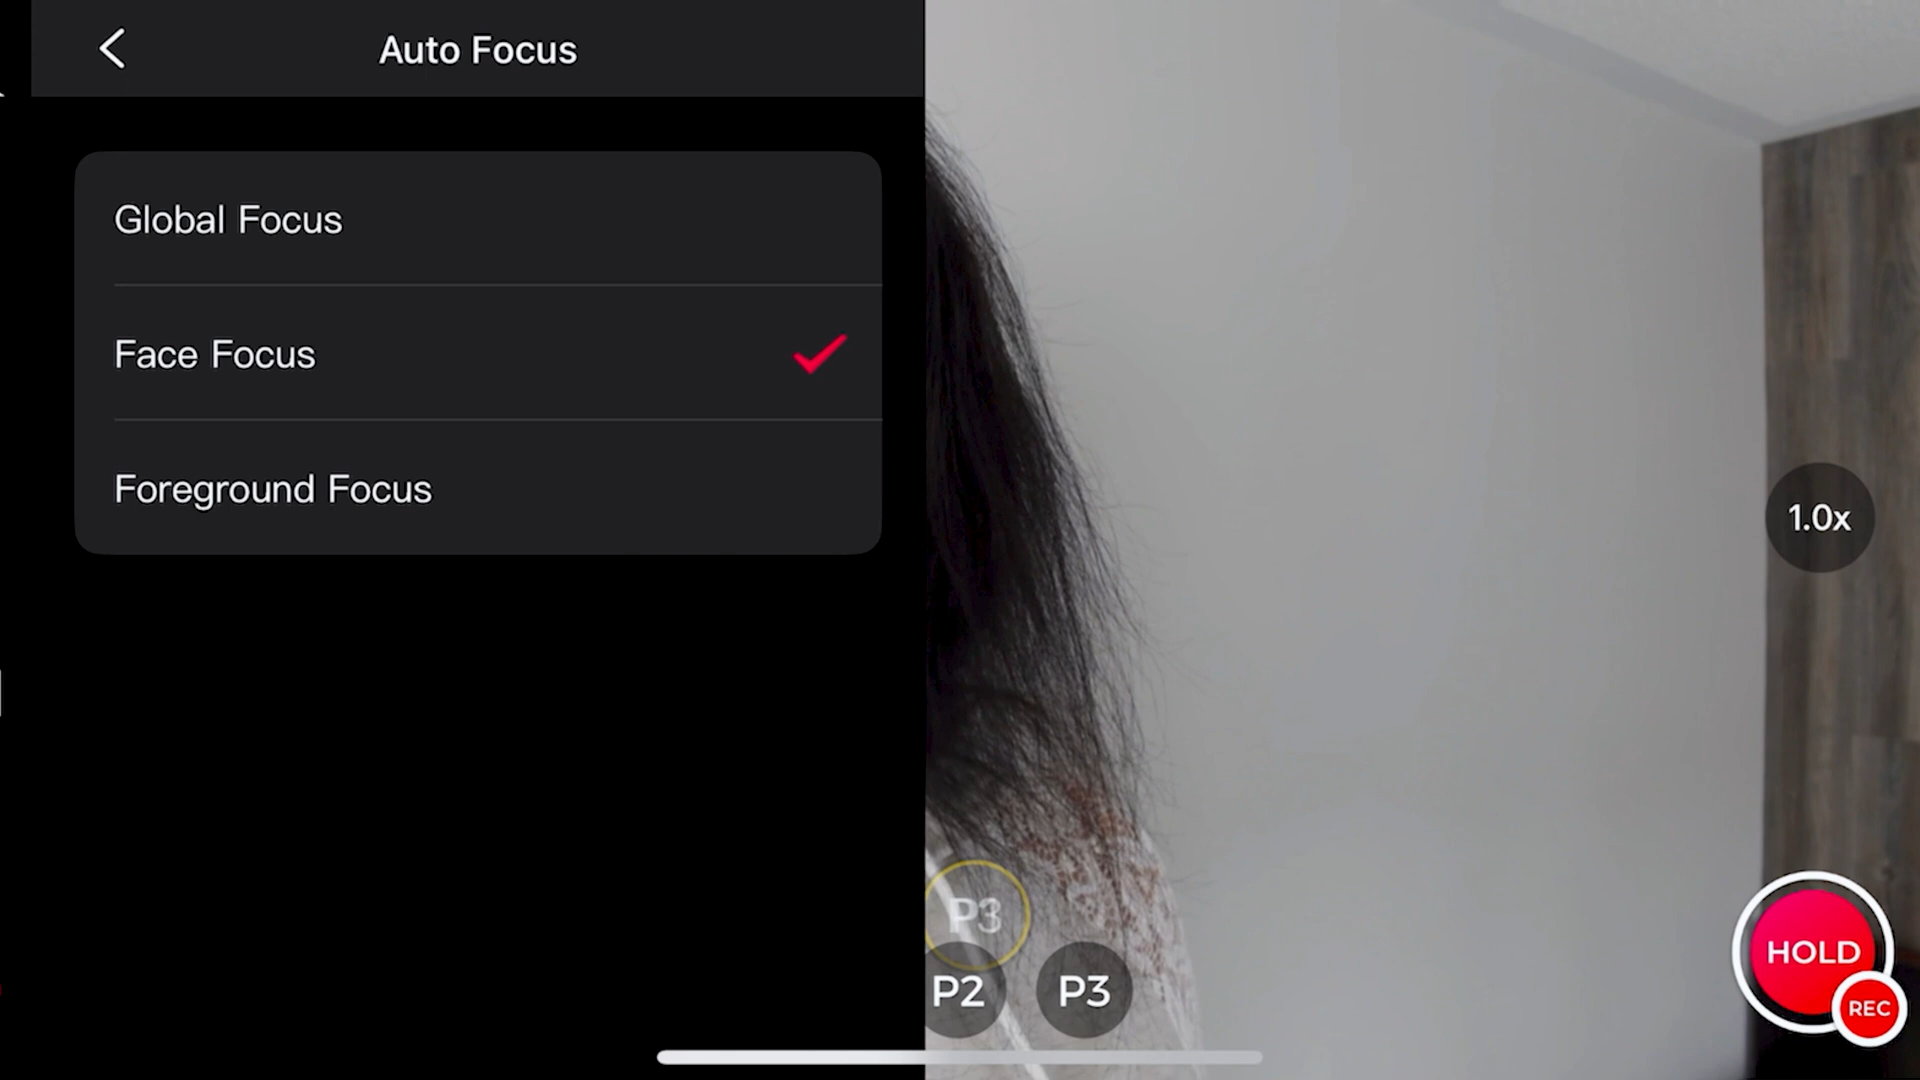 Auto Focus
Global Focus
Face Focus
Foreground Focus
1.0x
P3
P2
P3
HOLD
REC